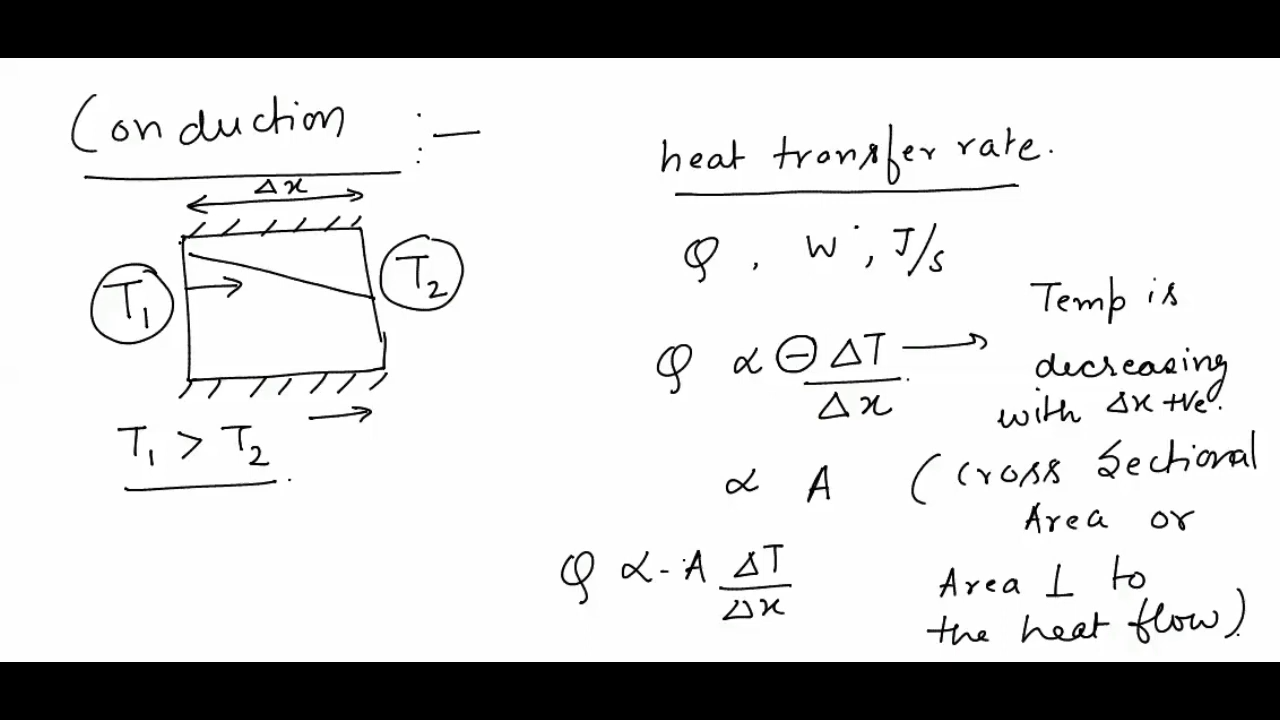 Conduction :—
Δx
T₁
T₂
T₁ > T₂
heat transfer rate.
Q , W , J/s
Q ∝ ⊖ ΔT/Δx → Temp is
decreasing
with Δx +ve.
∝ A (Cross Sectional
Area or
Area ⊥ to
the heat flow)
Q ∝ - A ΔT/Δx